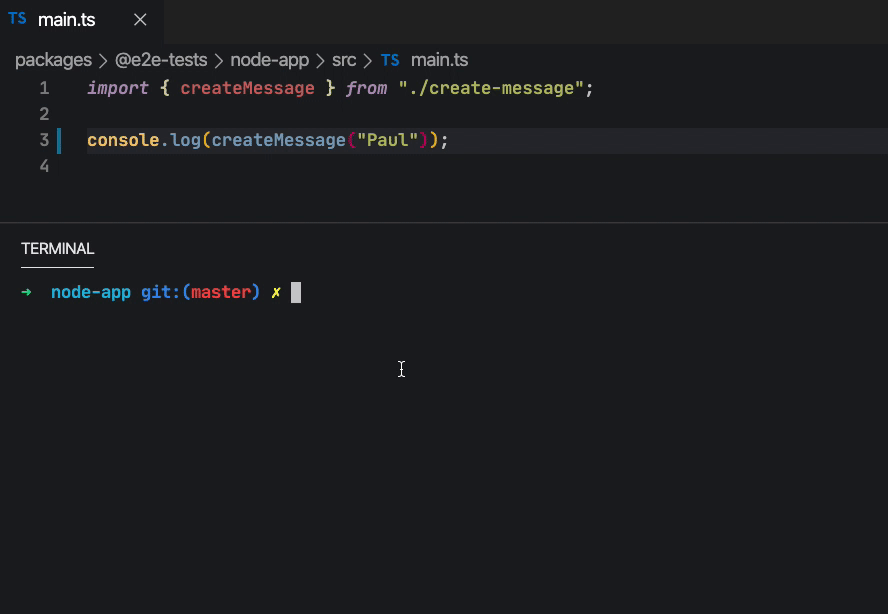 TS main.ts ×
packages > @e2e-tests > node-app > src > TS main.ts
1 import { createMessage } from "./create-message";
2
3 console.log(createMessage("Paul"));
4
TERMINAL
→ node-app git:(master) ✗